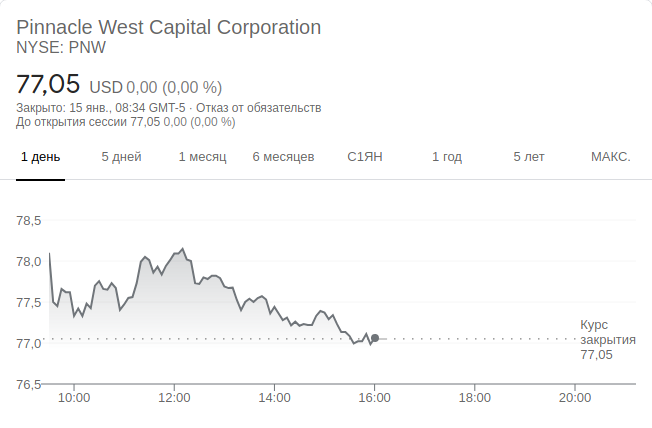 Pinnacle West Capital Corporation
NYSE: PNW
77,05 USD 0,00 (0,00 %)
Закрыто: 15 янв., 08:34 GMT-5 · Отказ от обязательств
До открытия сессии 77,05 0,00 (0,00 %)
1 день 5 дней 1 месяц 6 месяцев С1ЯН 1 год 5 лет МАКС.
78,5
78,0
77,5
77,0
76,5
Курс
закрытия
77,05
10:00 12:00 14:00 16:00 18:00 20:00